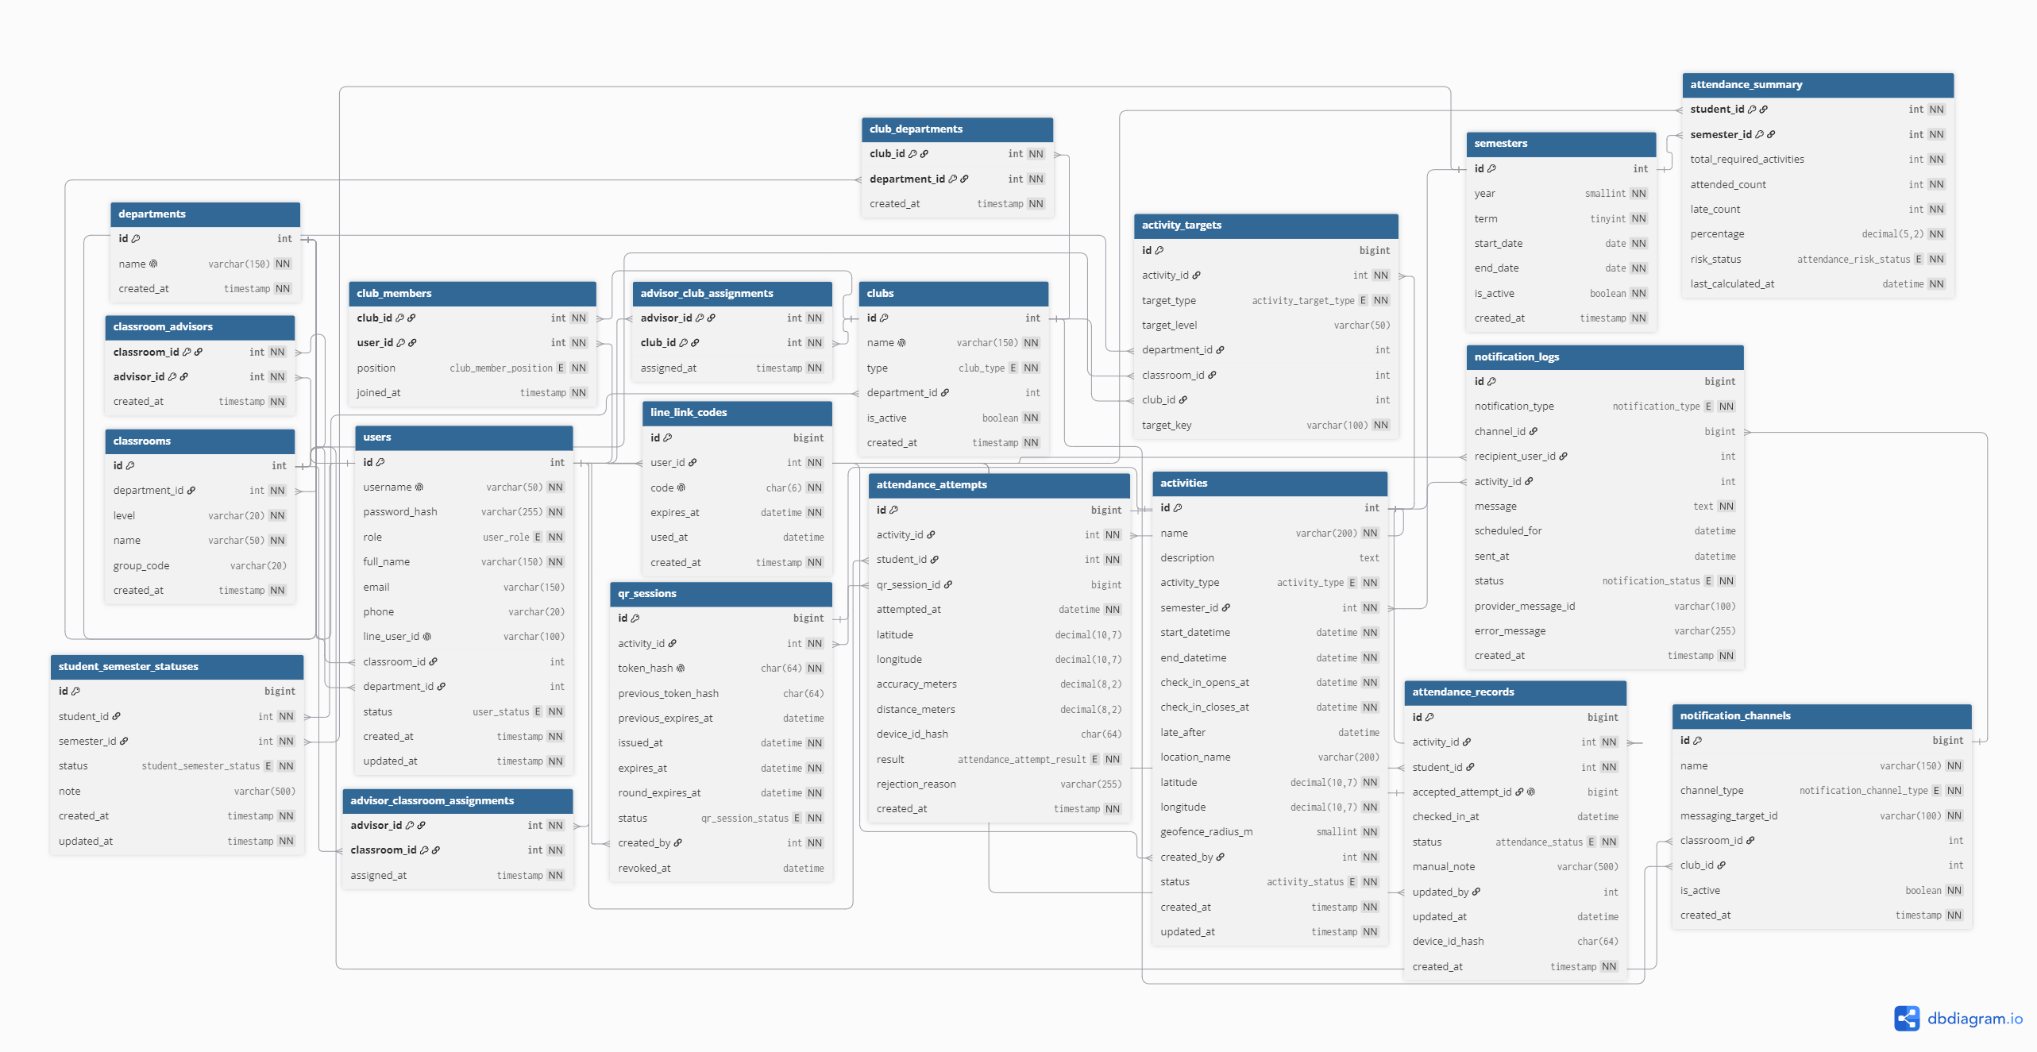 attendance_summary
student_id int NN
semester_id int NN
total_required_activities int NN
attended_count int NN
late_count int NN
percentage decimal(5,2) NN
risk_status attendance_risk_status E NN
last_calculated_at datetime NN
club_departments
club_id int NN
department_id int NN
created_at timestamp NN
semesters
id int
year smallint NN
term tinyint NN
start_date date NN
end_date date NN
is_active boolean NN
created_at timestamp NN
departments
id int
name varchar(150) NN
created_at timestamp NN
activity_targets
id bigint
activity_id int NN
target_type activity_target_type E NN
target_level varchar(50)
department_id int
classroom_id int
club_id int
target_key varchar(100) NN
club_members
club_id int NN
user_id int NN
position club_member_position E NN
joined_at timestamp NN
advisor_club_assignments
advisor_id int NN
club_id int NN
assigned_at timestamp NN
clubs
id int
name varchar(150) NN
type club_type E NN
department_id int
is_active boolean NN
created_at timestamp NN
classroom_advisors
classroom_id int NN
advisor_id int NN
created_at timestamp NN
notification_logs
id bigint
notification_type notification_type E NN
channel_id bigint
recipient_user_id int
activity_id int
message text NN
scheduled_for datetime
sent_at datetime
status notification_status E NN
provider_message_id varchar(100)
error_message varchar(255)
created_at timestamp NN
line_link_codes
id bigint
user_id int NN
code char(6) NN
expires_at datetime NN
used_at datetime
created_at timestamp NN
classrooms
id int
department_id int NN
level varchar(20) NN
name varchar(50) NN
group_code varchar(20)
created_at timestamp NN
users
id int
username varchar(50) NN
password_hash varchar(255) NN
role user_role E NN
full_name varchar(150) NN
email varchar(150)
phone varchar(20)
line_user_id varchar(100)
classroom_id int
department_id int
status user_status E NN
created_at timestamp NN
updated_at timestamp NN
attendance_attempts
id bigint
activity_id int NN
student_id int NN
qr_session_id bigint
attempted_at datetime NN
latitude decimal(10,7)
longitude decimal(10,7)
accuracy_meters decimal(8,2)
distance_meters decimal(8,2)
device_id_hash char(64)
result attendance_attempt_result E NN
rejection_reason varchar(255)
created_at timestamp NN
activities
id int
name varchar(200) NN
description text
activity_type activity_type E NN
semester_id int NN
start_datetime datetime NN
end_datetime datetime NN
check_in_opens_at datetime NN
check_in_closes_at datetime NN
late_after datetime
location_name varchar(200)
latitude decimal(10,7) NN
longitude decimal(10,7) NN
geofence_radius_m smallint NN
created_by int NN
status activity_status E NN
created_at timestamp NN
updated_at timestamp NN
qr_sessions
id bigint
activity_id int NN
token_hash char(64) NN
previous_token_hash char(64)
previous_expires_at datetime
issued_at datetime NN
expires_at datetime NN
round_expires_at datetime NN
status qr_session_status E NN
created_by int NN
revoked_at datetime
student_semester_statuses
id bigint
student_id int NN
semester_id int NN
status student_semester_status E NN
note varchar(500)
created_at timestamp NN
updated_at timestamp NN
attendance_records
id bigint
activity_id int NN
student_id int NN
accepted_attempt_id bigint
checked_in_at datetime
status attendance_status E NN
manual_note varchar(500)
updated_by int
updated_at datetime
device_id_hash char(64)
created_at timestamp NN
notification_channels
id bigint
name varchar(150) NN
channel_type notification_channel_type E NN
messaging_target_id varchar(100) NN
classroom_id int
club_id int
is_active boolean NN
created_at timestamp NN
advisor_classroom_assignments
advisor_id int NN
classroom_id int NN
assigned_at timestamp NN
dbdiagram.io